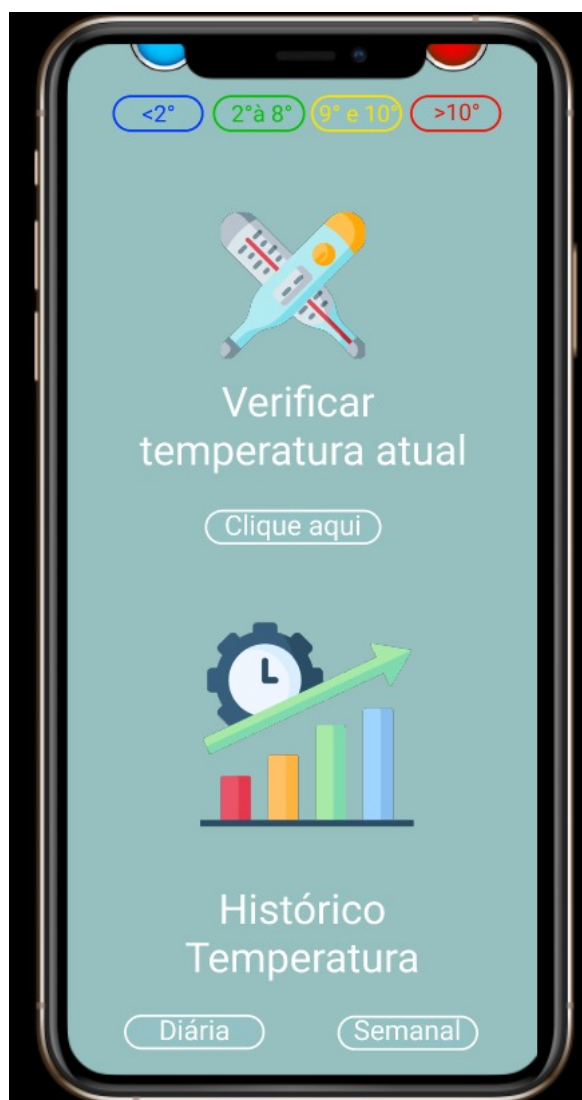 <2° 2°à 8° 9° e 10° >10°
Verificar
temperatura atual
Clique aqui
Histórico
Temperatura
Diária Semanal